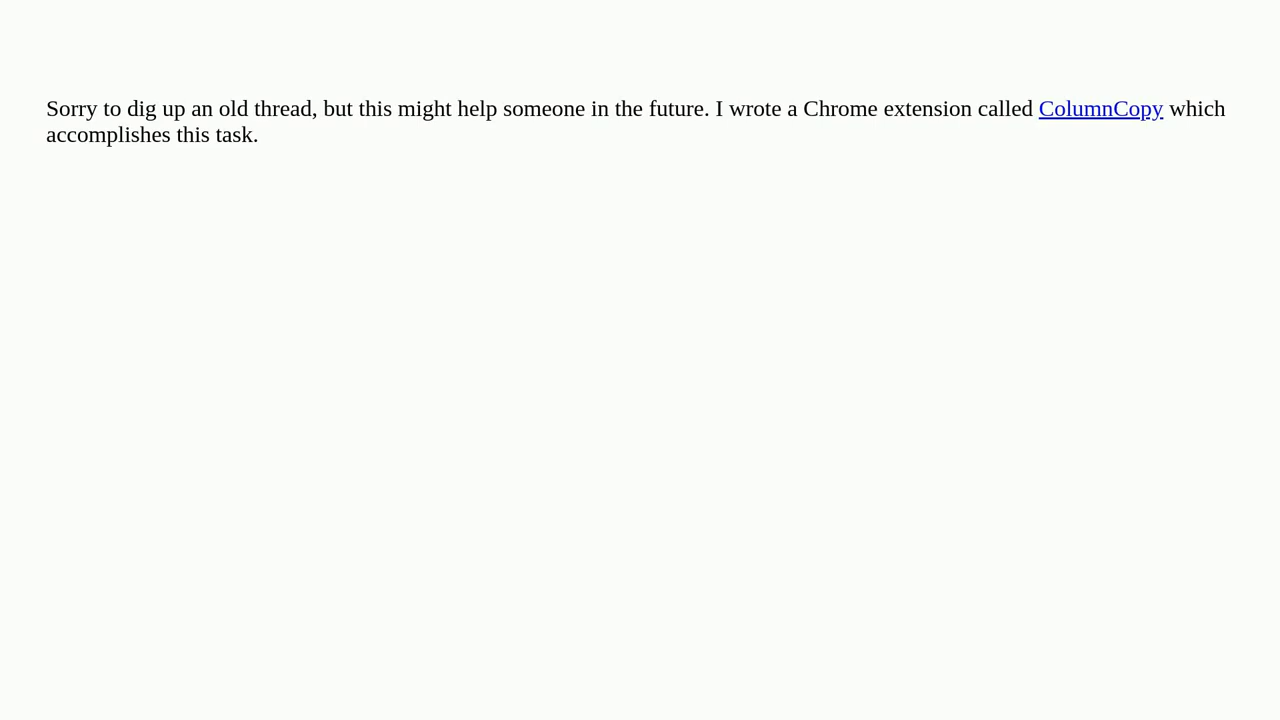 Sorry to dig up an old thread, but this might help someone in the future. I wrote a Chrome extension called ColumnCopy which
accomplishes this task.